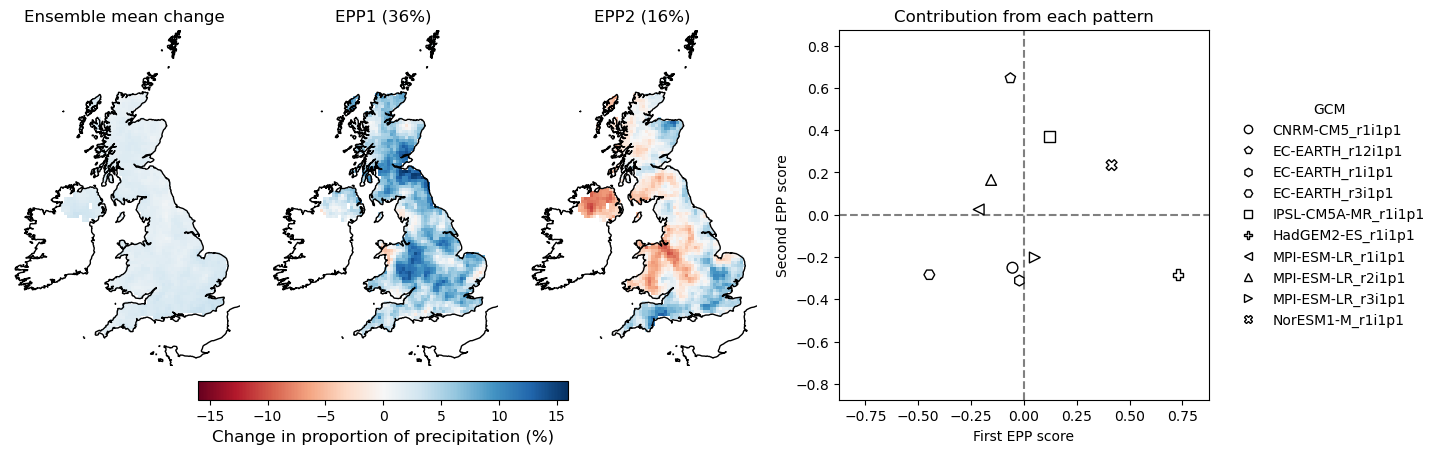 Ensemble mean change
EPP1 (36%)
EPP2 (16%)
−15 −10 −5 0 5 10 15
Change in proportion of precipitation (%)
Contribution from each pattern
0.8
0.6
0.4
0.2
0.0
−0.2
−0.4
−0.6
−0.8
Second EPP score
−0.75 −0.50 −0.25 0.00 0.25 0.50 0.75
First EPP score
GCM
CNRM-CM5_r1i1p1
EC-EARTH_r12i1p1
EC-EARTH_r1i1p1
EC-EARTH_r3i1p1
IPSL-CM5A-MR_r1i1p1
HadGEM2-ES_r1i1p1
MPI-ESM-LR_r1i1p1
MPI-ESM-LR_r2i1p1
MPI-ESM-LR_r3i1p1
NorESM1-M_r1i1p1